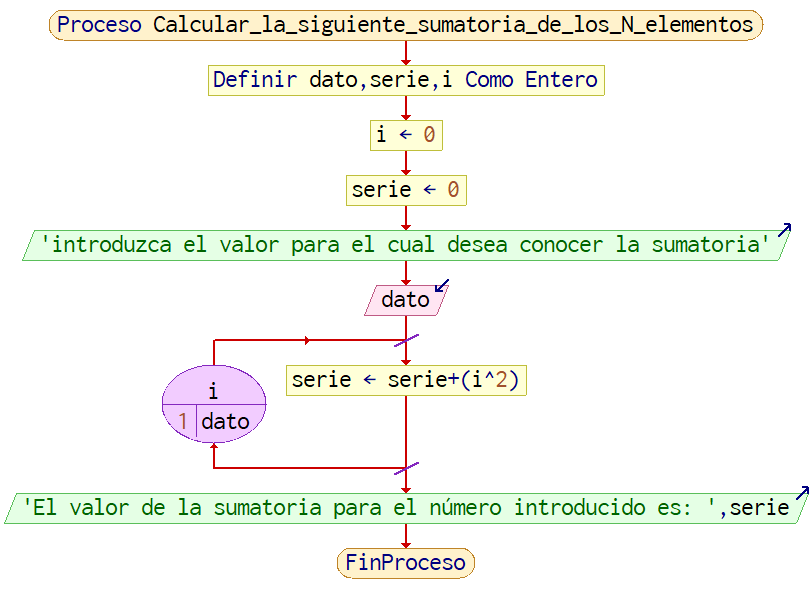 Proceso Calcular_la_siguiente_sumatoria_de_los_N_elementos
Definir dato,serie,i Como Entero
i ← 0
serie ← 0
'introduzca el valor para el cual desea conocer la sumatoria'
dato
serie ← serie+(i^2)
i
1 dato
'El valor de la sumatoria para el número introducido es: ',serie
FinProceso